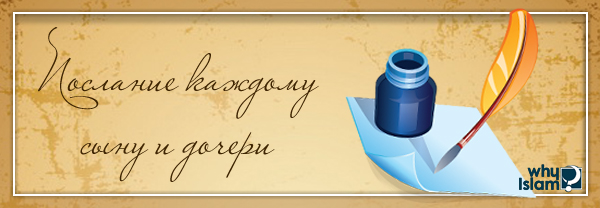 Послание каждому
сыну и дочери
why
Islam?